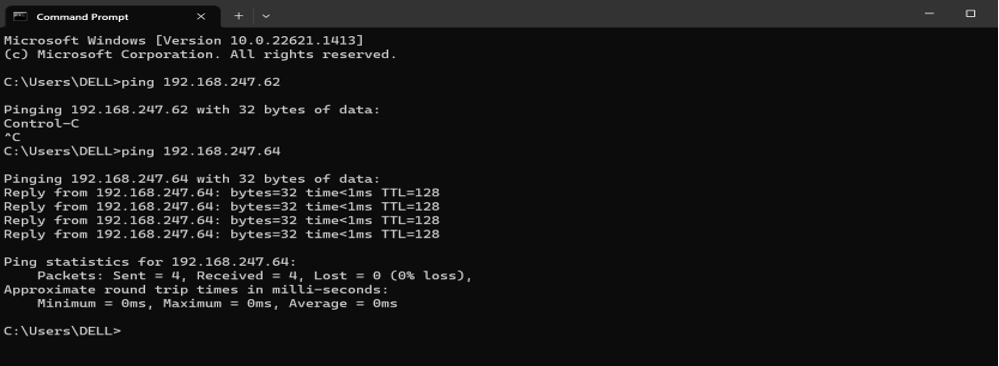 Command Prompt
Microsoft Windows [Version 10.0.22621.1413]
(c) Microsoft Corporation. All rights reserved.
C:\Users\DELL>ping 192.168.247.62
Pinging 192.168.247.62 with 32 bytes of data:
Control-C
^C
C:\Users\DELL>ping 192.168.247.64
Pinging 192.168.247.64 with 32 bytes of data:
Reply from 192.168.247.64: bytes=32 time<1ms TTL=128
Reply from 192.168.247.64: bytes=32 time<1ms TTL=128
Reply from 192.168.247.64: bytes=32 time<1ms TTL=128
Reply from 192.168.247.64: bytes=32 time<1ms TTL=128
Ping statistics for 192.168.247.64:
Packets: Sent = 4, Received = 4, Lost = 0 (0% loss),
Approximate round trip times in milli-seconds:
Minimum = 0ms, Maximum = 0ms, Average = 0ms
C:\Users\DELL>